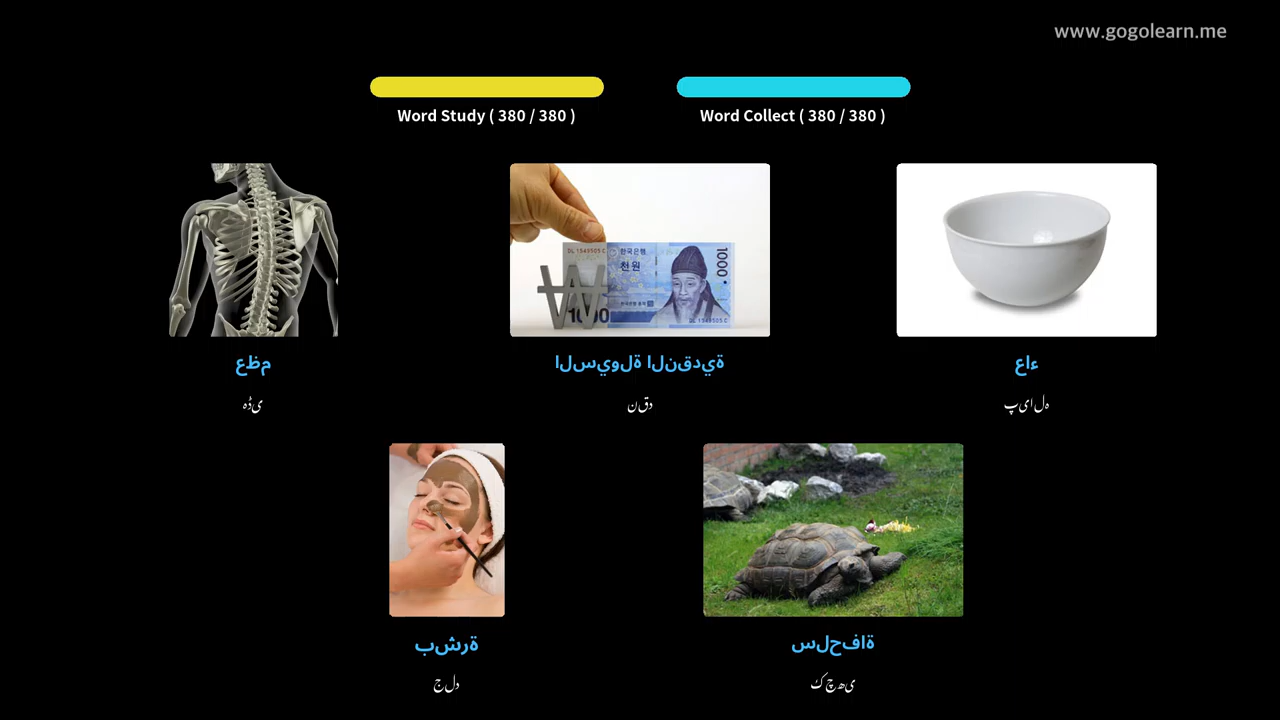 www.gogolearn.me
Word Study ( 380 / 380 )
Word Collect ( 380 / 380 )
عظم
السيولة النقدية
عاء
ہڈی
نقد
پیالہ
بشرة
سلحفاة
جلد